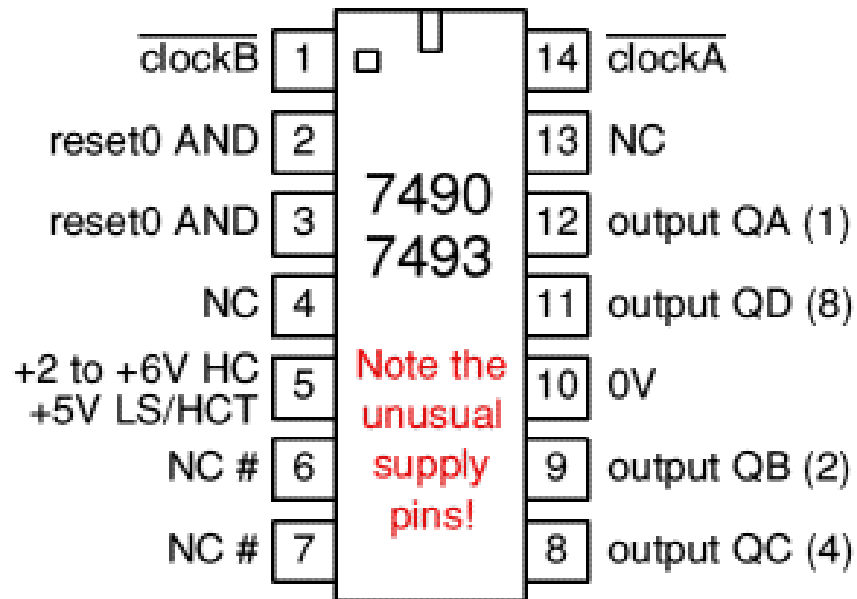 clockB 1 14 clockA
reset0 AND 2 13 NC
reset0 AND 3 12 output QA (1)
7490
7493
NC 4 11 output QD (8)
+2 to +6V HC
+5V LS/HCT
5 10 0V
NC # 6 9 output QB (2)
NC # 7 8 output QC (4)
Note the
unusual
supply
pins!